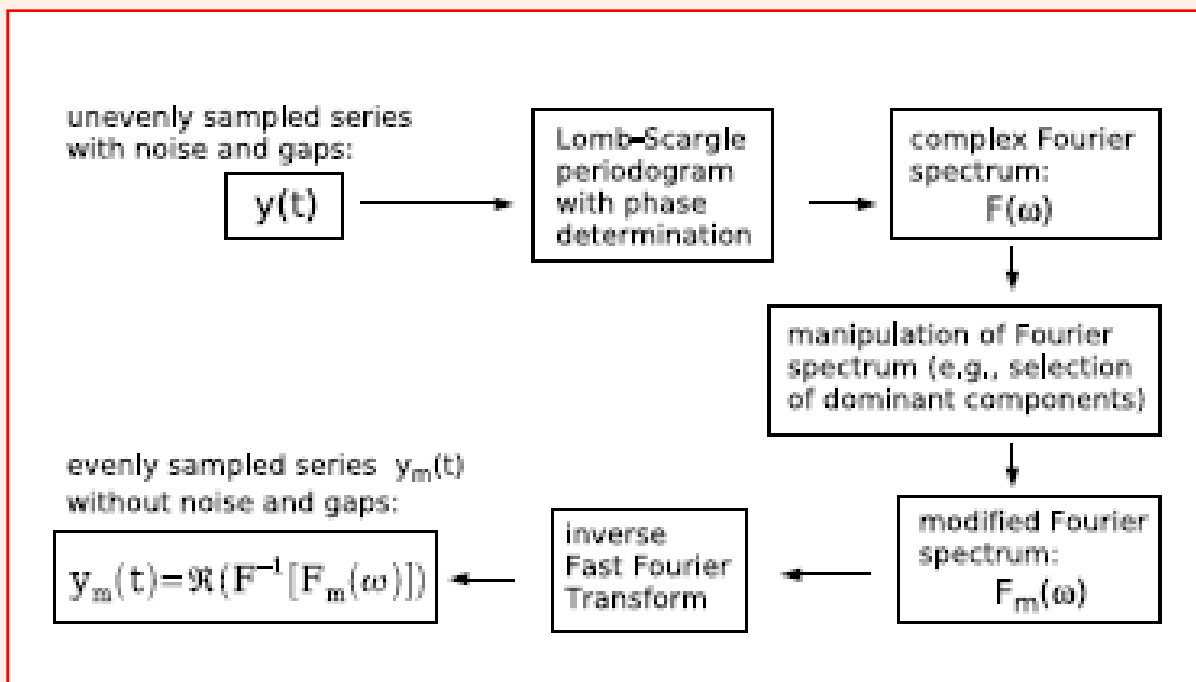 unevenly sampled series
with noise and gaps:
y(t)
Lomb-Scargle
periodogram
with phase
determination
complex Fourier
spectrum:
F(ω)
manipulation of Fourier
spectrum (e.g., selection
of dominant components)
modified Fourier
spectrum:
Fₘ(ω)
inverse
Fast Fourier
Transform
evenly sampled series yₘ(t)
without noise and gaps:
yₘ(t)=ℜ(F⁻¹[Fₘ(ω)])